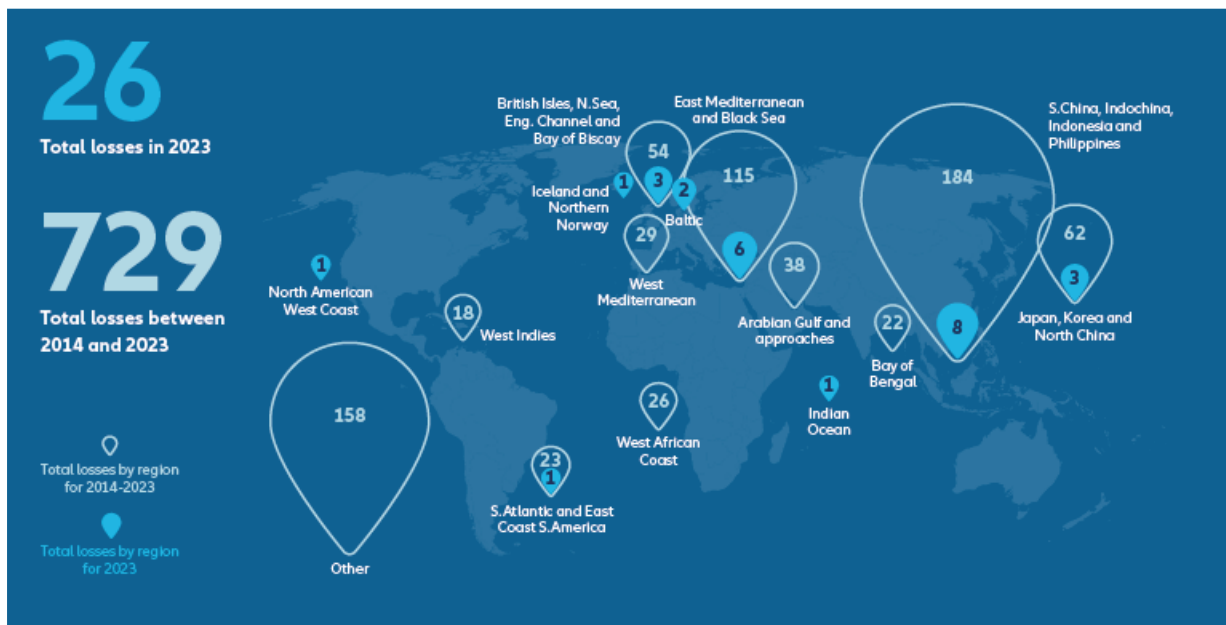 26
Total losses in 2023
729
Total losses between
2014 and 2023
Total losses by region
for 2014-2023
Total losses by region
for 2023
1
North American
West Coast
18
West Indies
158
Other
23
1
S.Atlantic and East
Coast S.America
British Isles, N.Sea,
Eng. Channel and
Bay of Biscay
54
3
1
Iceland and
Northern
Norway
2
Baltic
29
West
Mediterranean
East Mediterranean
and Black Sea
115
6
38
Arabian Gulf and
approaches
26
West African
Coast
1
Indian
Ocean
22
Bay of
Bengal
S.China, Indochina,
Indonesia and
Philippines
184
8
62
3
Japan, Korea and
North China